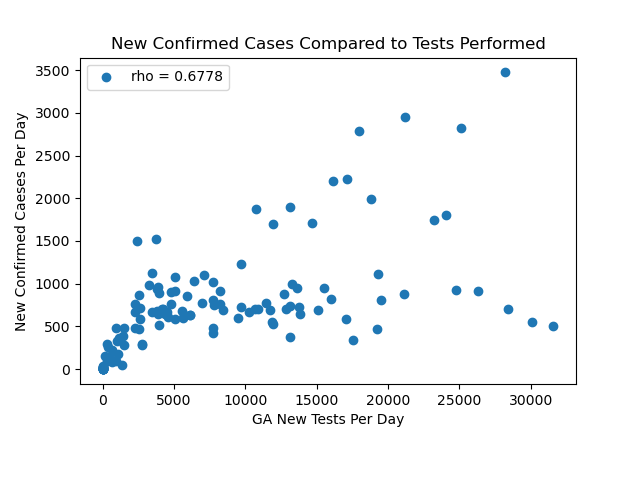 New Confirmed Cases Compared to Tests Performed
rho = 0.6778
3500
3000
2500
2000
1500
1000
500
0
New Confirmed Caeses Per Day
0 5000 10000 15000 20000 25000 30000
GA New Tests Per Day